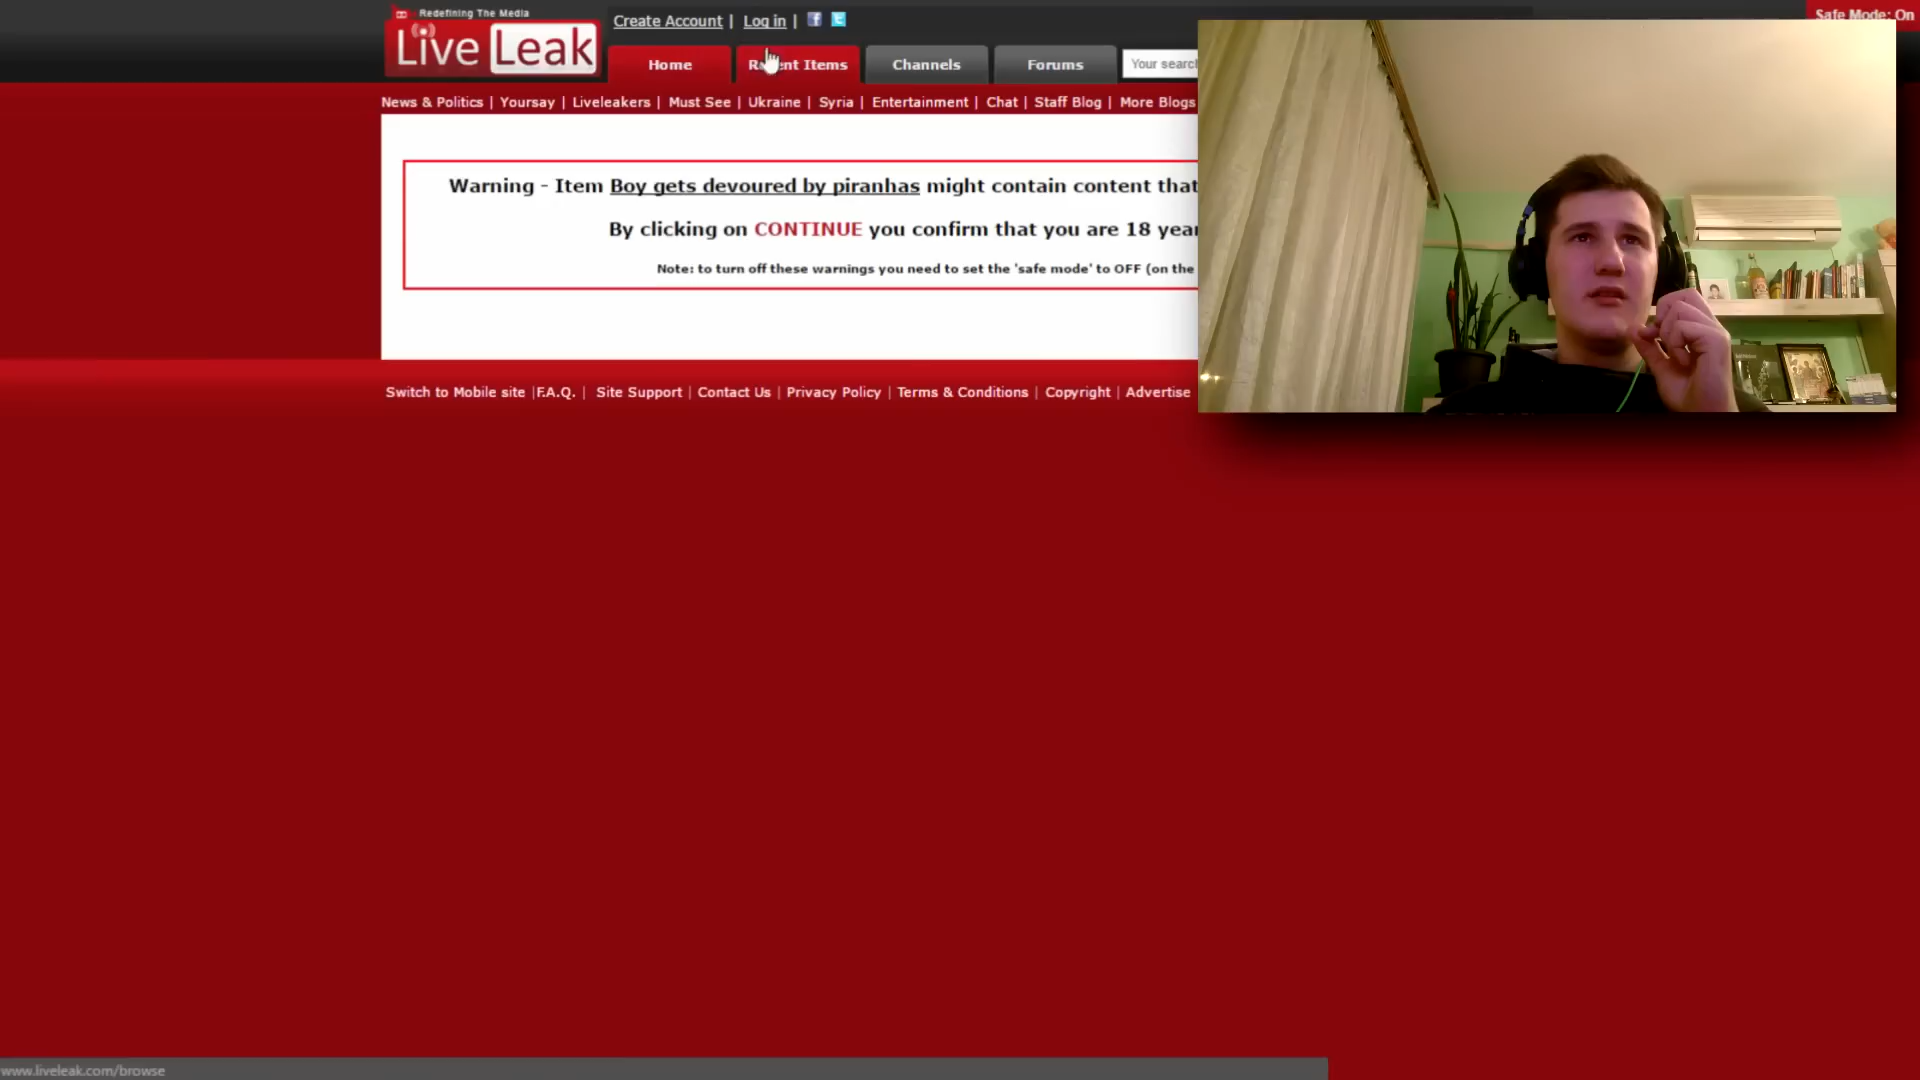 Redefining The Media
Live Leak
Create Account | Log in |
Safe Mode: On
Home
Recent Items
Channels
Forums
Your search
News & Politics | Yoursay | Liveleakers | Must See | Ukraine | Syria | Entertainment | Chat | Staff Blog | More Blogs
Warning - Item Boy gets devoured by piranhas might contain content that
By clicking on CONTINUE you confirm that you are 18 year
Note: to turn off these warnings you need to set the 'safe mode' to OFF (on the
Switch to Mobile site | F.A.Q. | Site Support | Contact Us | Privacy Policy | Terms & Conditions | Copyright | Advertise
www.liveleak.com/browse